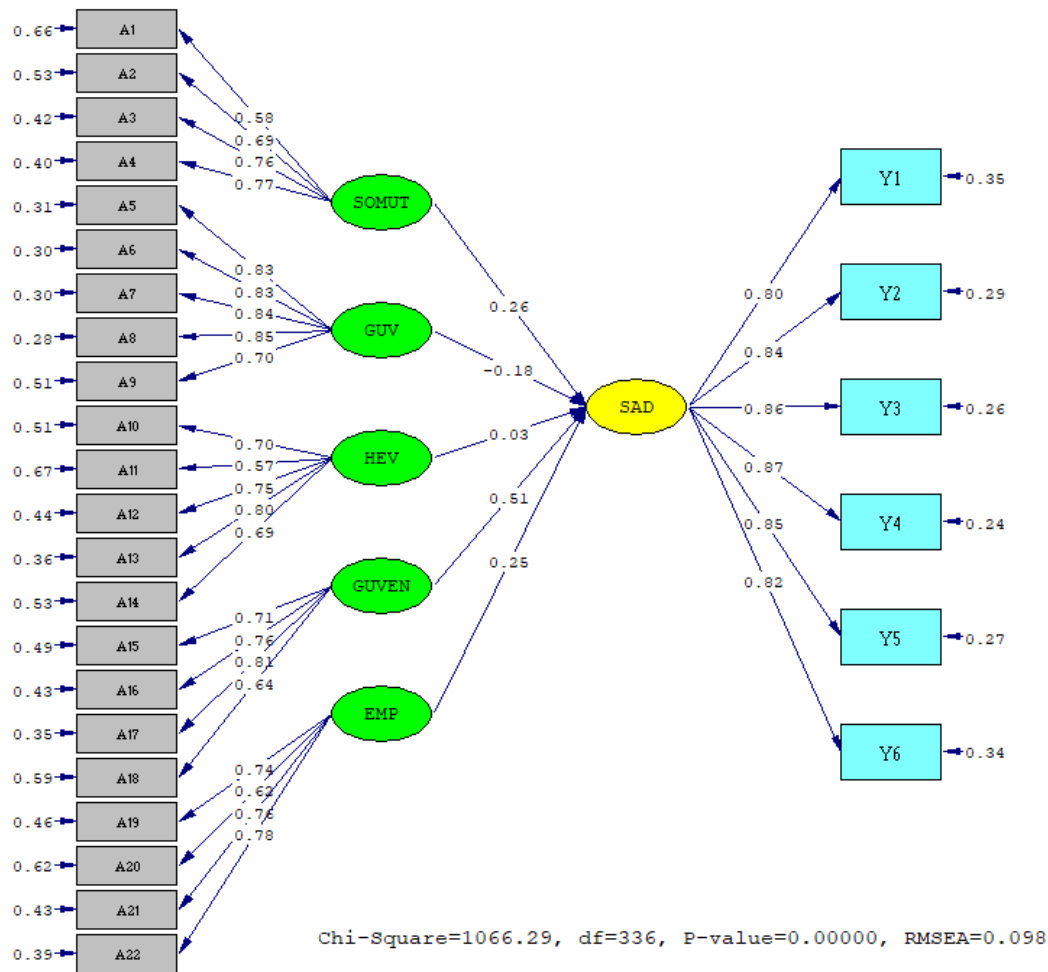 0.66 A1
0.53 A2
0.42 A3
0.40 A4
0.31 A5
0.30 A6
0.30 A7
0.28 A8
0.51 A9
0.51 A10
0.67 A11
0.44 A12
0.36 A13
0.53 A14
0.49 A15
0.43 A16
0.35 A17
0.59 A18
0.46 A19
0.62 A20
0.43 A21
0.39 A22
0.58
0.69
0.76
0.77
0.83
0.83
0.84
0.85
0.70
0.70
0.57
0.75
0.80
0.69
0.71
0.76
0.81
0.64
0.74
0.62
0.76
0.78
SOMUT
GUV
HEV
GUVEN
EMP
0.26
-0.18
0.03
0.51
0.25
SAD
0.80
0.84
0.86
0.87
0.85
0.82
Y1 0.35
Y2 0.29
Y3 0.26
Y4 0.24
Y5 0.27
Y6 0.34
Chi-Square=1066.29, df=336, P-value=0.00000, RMSEA=0.098